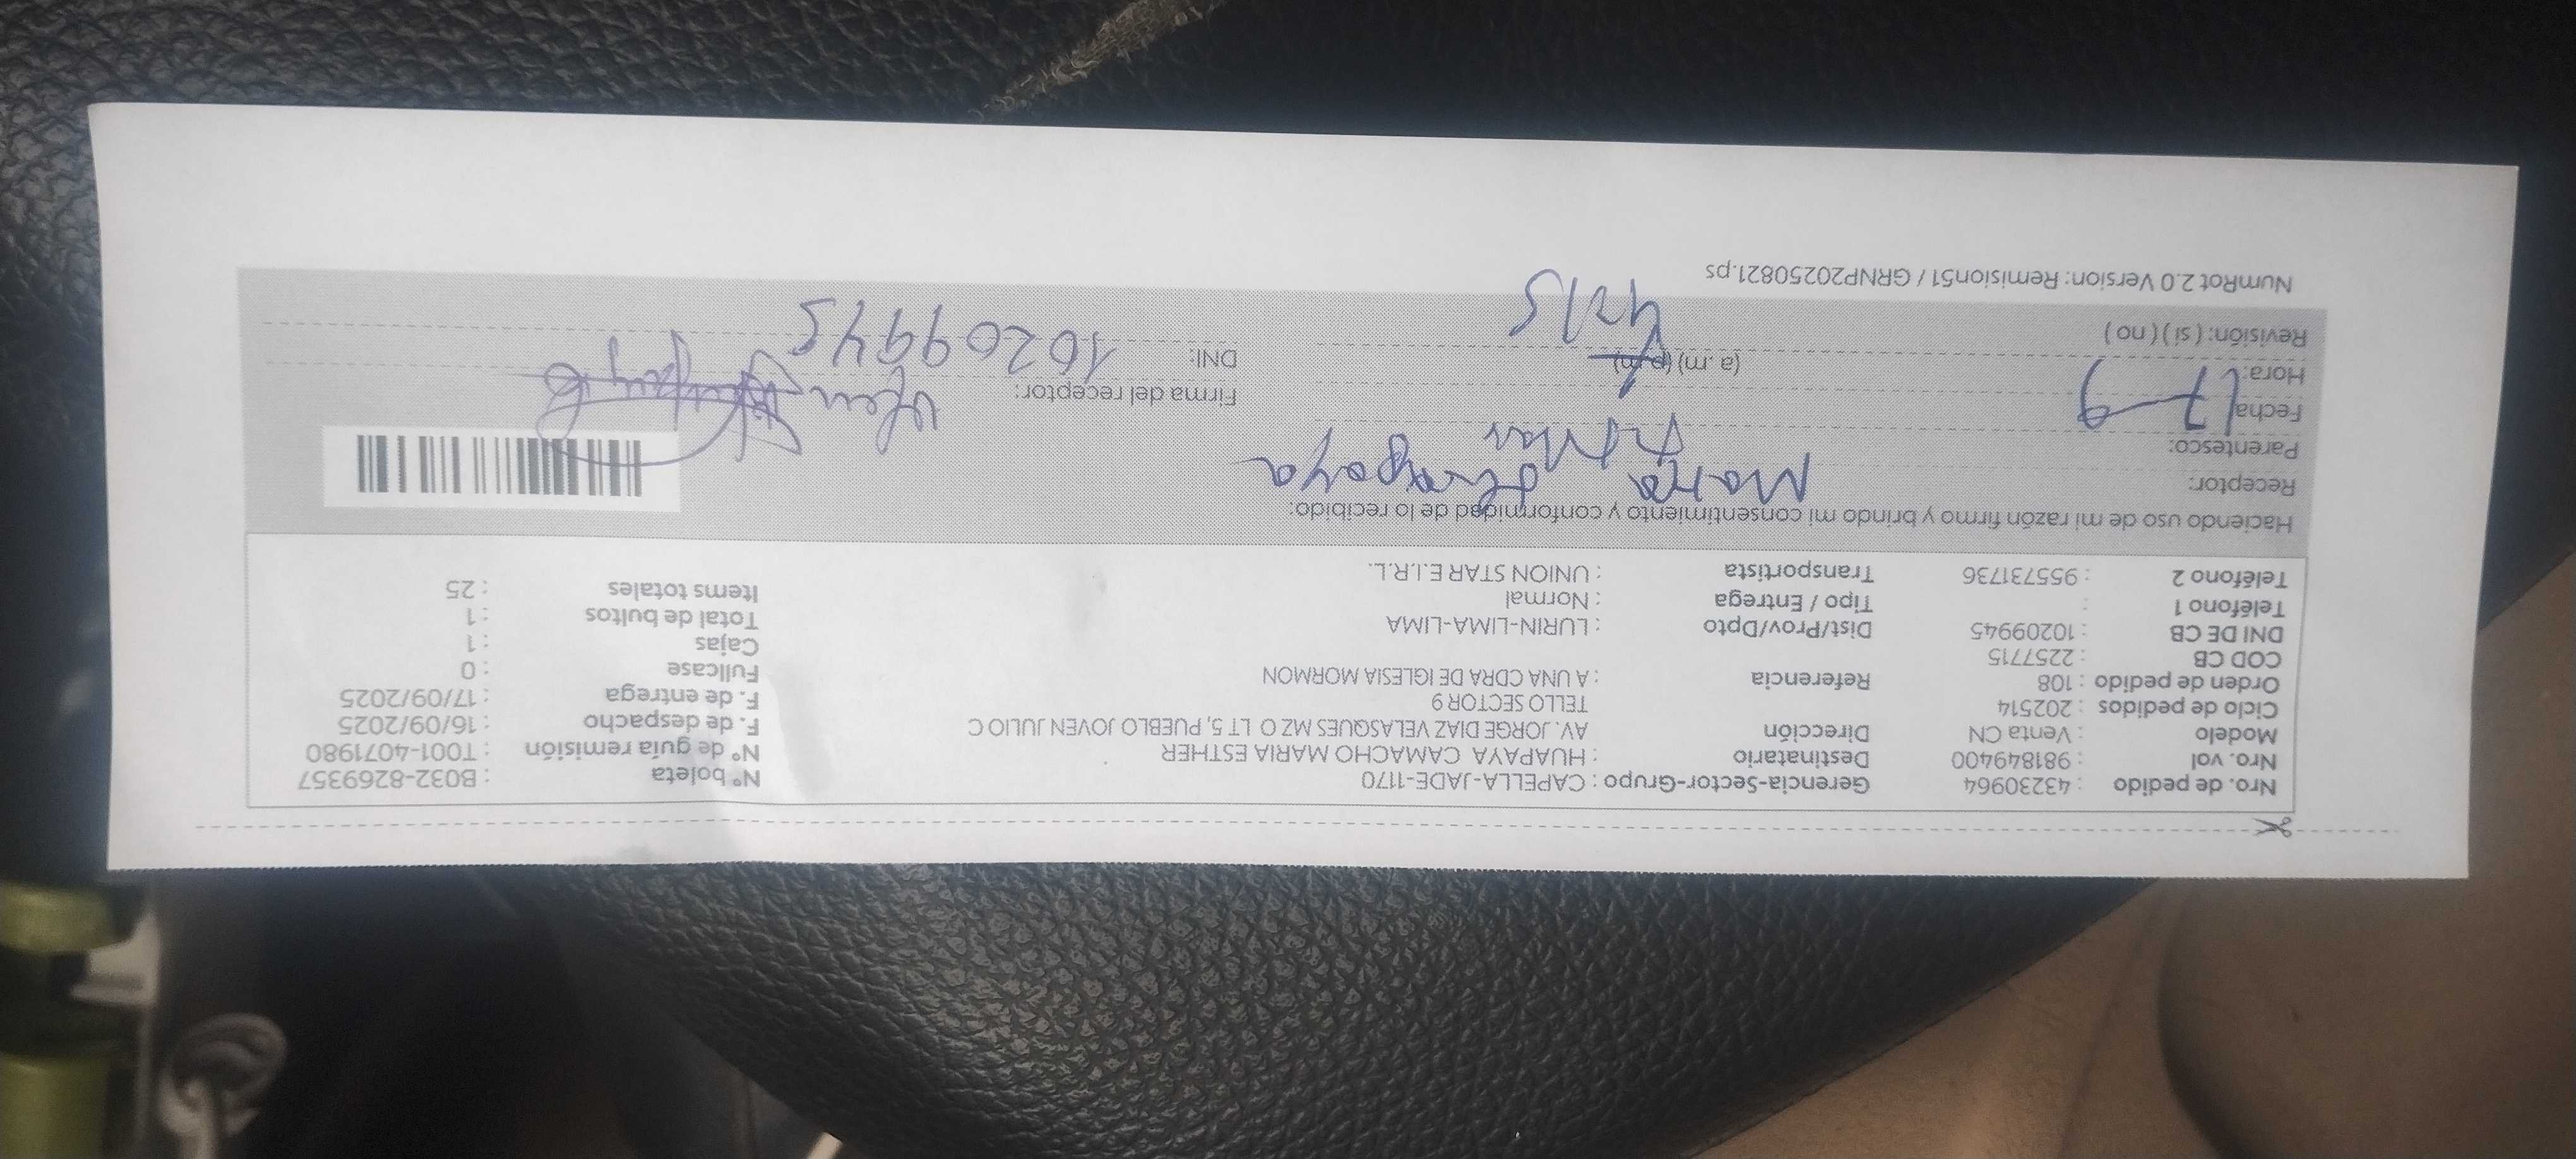 Nro. de pedido : 43230964 Gerencia-Sector-Grupo : CAPELLA-JADE-1170 N° boleta : B032-8269357
Nro. vol : 9818494OO Destinatario : HUAPAYA CAMACHO MARIA ESTHER N° de guía remisión : T001-4071980
Modelo : Venta CN Dirección AV. JORGE DIAZ VELASQUES MZ O LT 5, PUEBLO JOVEN JULIO C F. de despacho : 16/09/2025
Ciclo de pedidos : 202514 TELLO SECTOR 9 F. de entrega : 17/09/2025
Orden de pedido : 108 Referencia : A UNA CDRA DE IGLESIA MORMON Fullcase : 0
COD CB : 2257715 Cajas : 1
DNI DE CB : 10209945 Dist/Prov/Dpto : LURIN-LIMA-LIMA Total de bultos : 1
Teléfono 1 : Tipo / Entrega : Normal Items totales : 25
Teléfono 2 : 955731736 Transportista : UNION STAR E.I.R.L.
Haciendo uso de mi razón firmo y brindo mi consentimiento y conformidad de lo recibido:
Receptor: Maria Huapaya
Parentesco: Titular
Fecha: 17-9 Firma del receptor:
Hora: (a .m) (p.m) DNI: 10209945
Revisión: ( si ) ( no )
NumRot 2.0 Version: Remision51 / GRNP20250821.ps